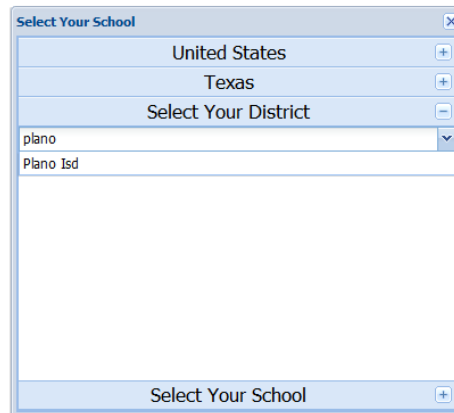 Select Your School
United States
Texas
Select Your District
plano
Plano Isd
Select Your School